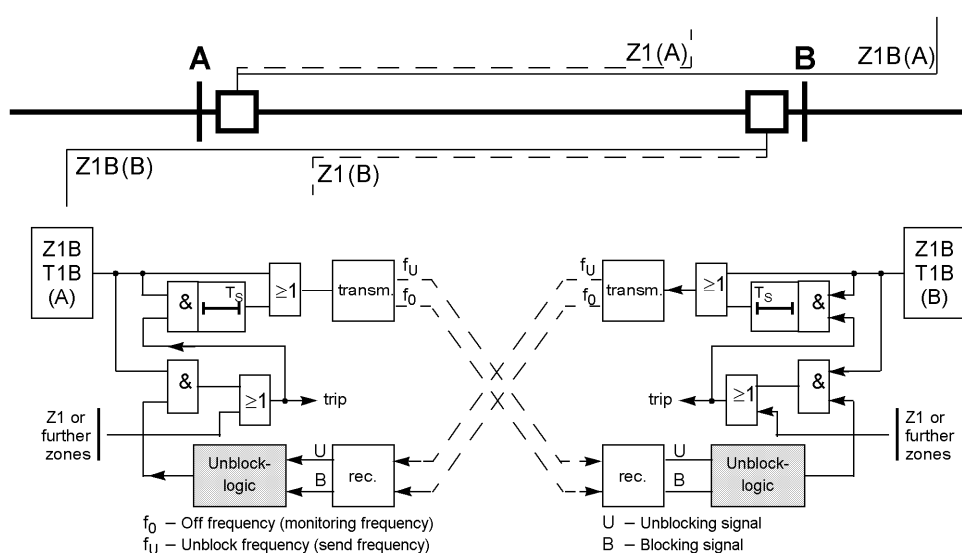 A
Z1(A)
B
Z1B(A)
Z1B(B)
Z1(B)
Z1B
T1B
(A)
&
TS
≥1
transm.
fU
f0
fU
f0
transm.
≥1
TS
&
Z1B
T1B
(B)
&
≥1
trip
trip
≥1
&
Z1 or
further
zones
Z1 or
further
zones
Unblock-
logic
U
B
rec.
rec.
U
B
Unblock-
logic
f0 – Off frequency (monitoring frequency)
fU – Unblock frequency (send frequency)
U – Unblocking signal
B – Blocking signal